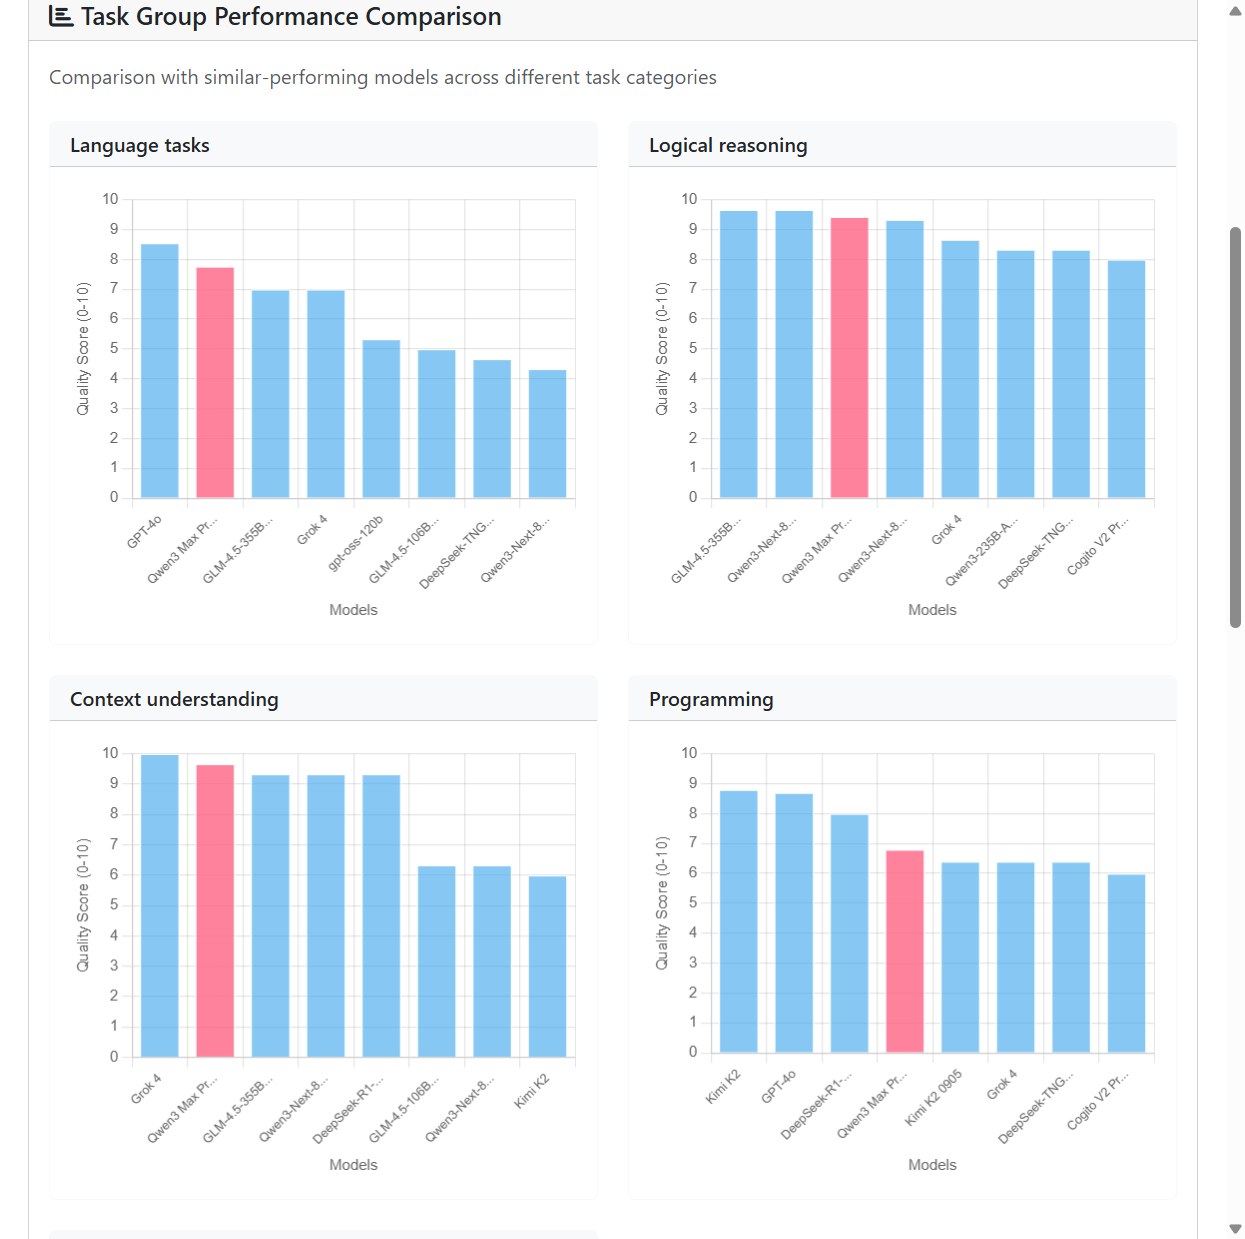 Task Group Performance Comparison
Comparison with similar-performing models across different task categories
Language tasks
10
9
8
7
6
5
4
3
2
1
0
Quality Score (0-10)
GPT-4o
Qwen3 Max Pr...
GLM-4.5-355B...
Grok 4
gpt-oss-120b
GLM-4.5-106B...
DeepSeek-TNG...
Qwen3-Next-8...
Models
Logical reasoning
10
9
8
7
6
5
4
3
2
1
0
Quality Score (0-10)
GLM-4.5-355B...
Qwen3-Next-8...
Qwen3 Max Pr...
Qwen3-Next-8...
Grok 4
Qwen3-235B-A...
DeepSeek-TNG...
Cogito V2 Pr...
Models
Context understanding
10
9
8
7
6
5
4
3
2
1
0
Quality Score (0-10)
Grok 4
Qwen3 Max Pr...
GLM-4.5-355B...
Qwen3-Next-8...
DeepSeek-R1-...
GLM-4.5-106B...
Qwen3-Next-8...
Kimi K2
Models
Programming
10
9
8
7
6
5
4
3
2
1
0
Quality Score (0-10)
Kimi K2
GPT-4o
DeepSeek-R1-...
Qwen3 Max Pr...
Kimi K2 0905
Grok 4
DeepSeek-TNG...
Cogito V2 Pr...
Models